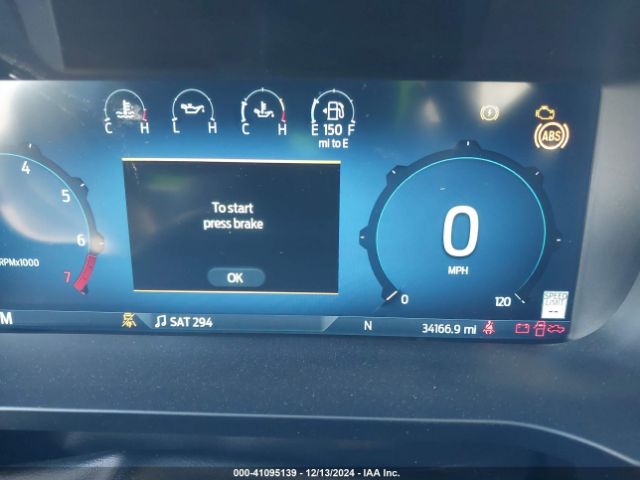 C H L H C H E 150 F
mi to E
ABS
4
5
6
7
RPMx1000
To start
press brake
OK
0
MPH
0 120
SPEED
LIMIT
--
M
SAT 294
N
34166.9 mi
000-41095139 - 12/13/2024 - IAA Inc.